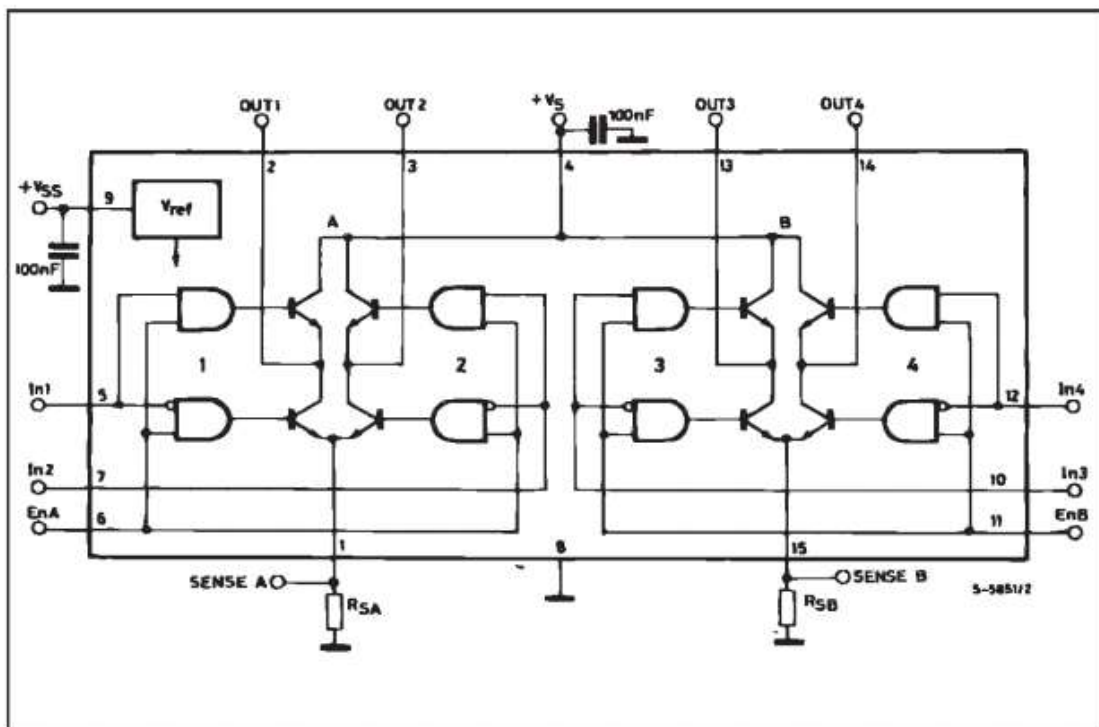 OUT1 OUT2 +VS 100nF OUT3 OUT4
2 3 4 13 14
+VSS 9 Vref
A B
100nF
1 2 3 4
In1 5 12 In4
In2 7 10 In3
EnA 6 11 EnB
1 8 15
SENSE A SENSE B
S-5851/2
RSA RSB